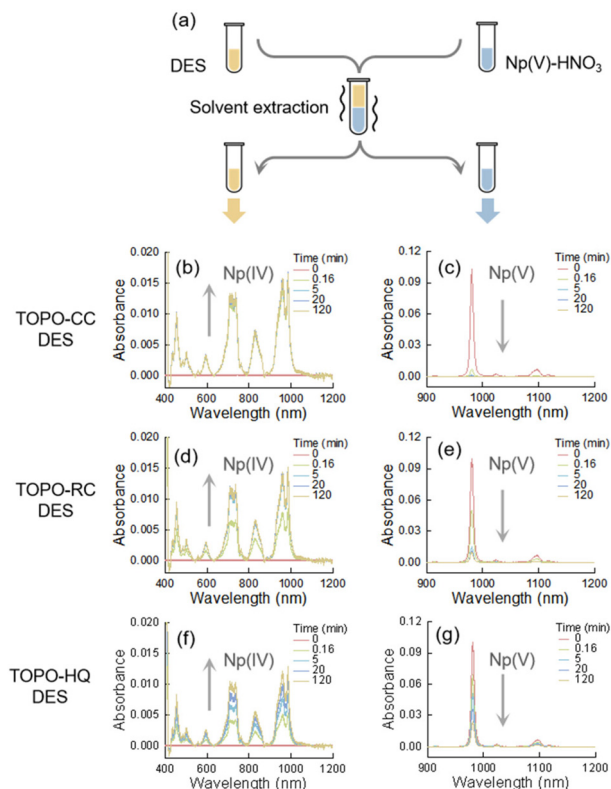 (a)
DES
Np(V)-HNO₃
Solvent extraction
TOPO-CC
DES
(b)
Np(IV)
Time (min)
0
0.16
5
20
120
0.020
0.015
0.010
0.005
0.000
Absorbance
400 600 800 1000 1200
Wavelength (nm)
(c)
Np(V)
Time (min)
0
0.16
5
20
120
0.12
0.09
0.06
0.03
0.00
Absorbance
900 1000 1100 1200
Wavelength (nm)
TOPO-RC
DES
(d)
Np(IV)
Time (min)
0
0.16
5
20
120
0.020
0.015
0.010
0.005
0.000
Absorbance
400 600 800 1000 1200
Wavelength (nm)
(e)
Np(V)
Time (min)
0
0.16
5
20
120
0.12
0.09
0.06
0.03
0.00
Absorbance
900 1000 1100 1200
Wavelength (nm)
TOPO-HQ
DES
(f)
Np(IV)
Time (min)
0
0.16
5
20
120
0.020
0.015
0.010
0.005
0.000
Absorbance
400 600 800 1000 1200
Wavelength (nm)
(g)
Np(V)
Time (min)
0
0.16
5
20
120
0.12
0.09
0.06
0.03
0.00
Absorbance
900 1000 1100 1200
Wavelength (nm)